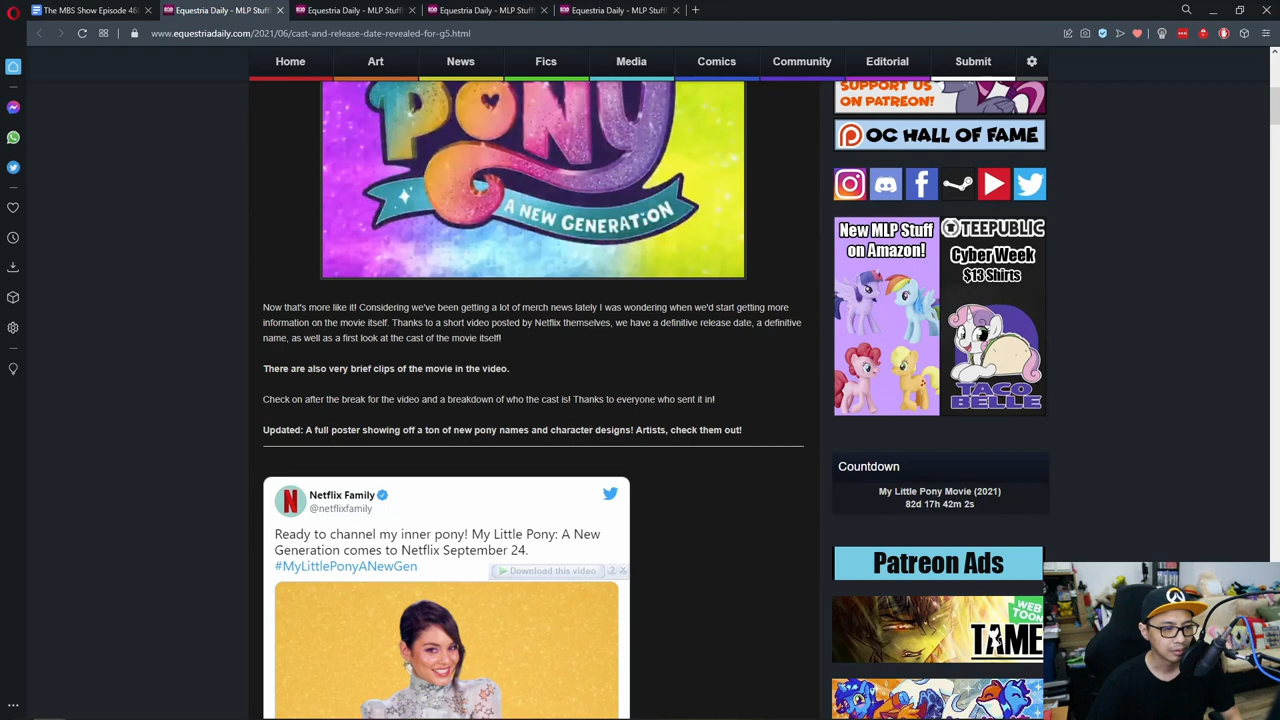 The MBS Show Episode 46
Equestria Daily - MLP Stuff
Equestria Daily - MLP Stuff
Equestria Daily - MLP Stuff
Equestria Daily - MLP Stuff
www.equestriadaily.com/2021/06/cast-and-release-date-revealed-for-g5.html
Home Art News Fics Media Comics Community Editorial Submit
PONY
A NEW GENERATION
SUPPORT US
ON PATREON!
OC HALL OF FAME
New MLP Stuff
on Amazon!
TEEPUBLIC
Cyber Week
$13 Shirts
TACO
BELLE
Now that's more like it! Considering we've been getting a lot of merch news lately I was wondering when we'd start getting more
information on the movie itself. Thanks to a short video posted by Netflix themselves, we have a definitive release date, a definitive
name, as well as a first look at the cast of the movie itself!
There are also very brief clips of the movie in the video.
Check on after the break for the video and a breakdown of who the cast is! Thanks to everyone who sent it in!
Updated: A full poster showing off a ton of new pony names and character designs! Artists, check them out!
Countdown
My Little Pony Movie (2021)
82d 17h 42m 2s
Netflix Family
@netflixfamily
Ready to channel my inner pony! My Little Pony: A New
Generation comes to Netflix September 24.
#MyLittlePonyANewGen
Download this video
Patreon Ads
WEB
TOON
TAME